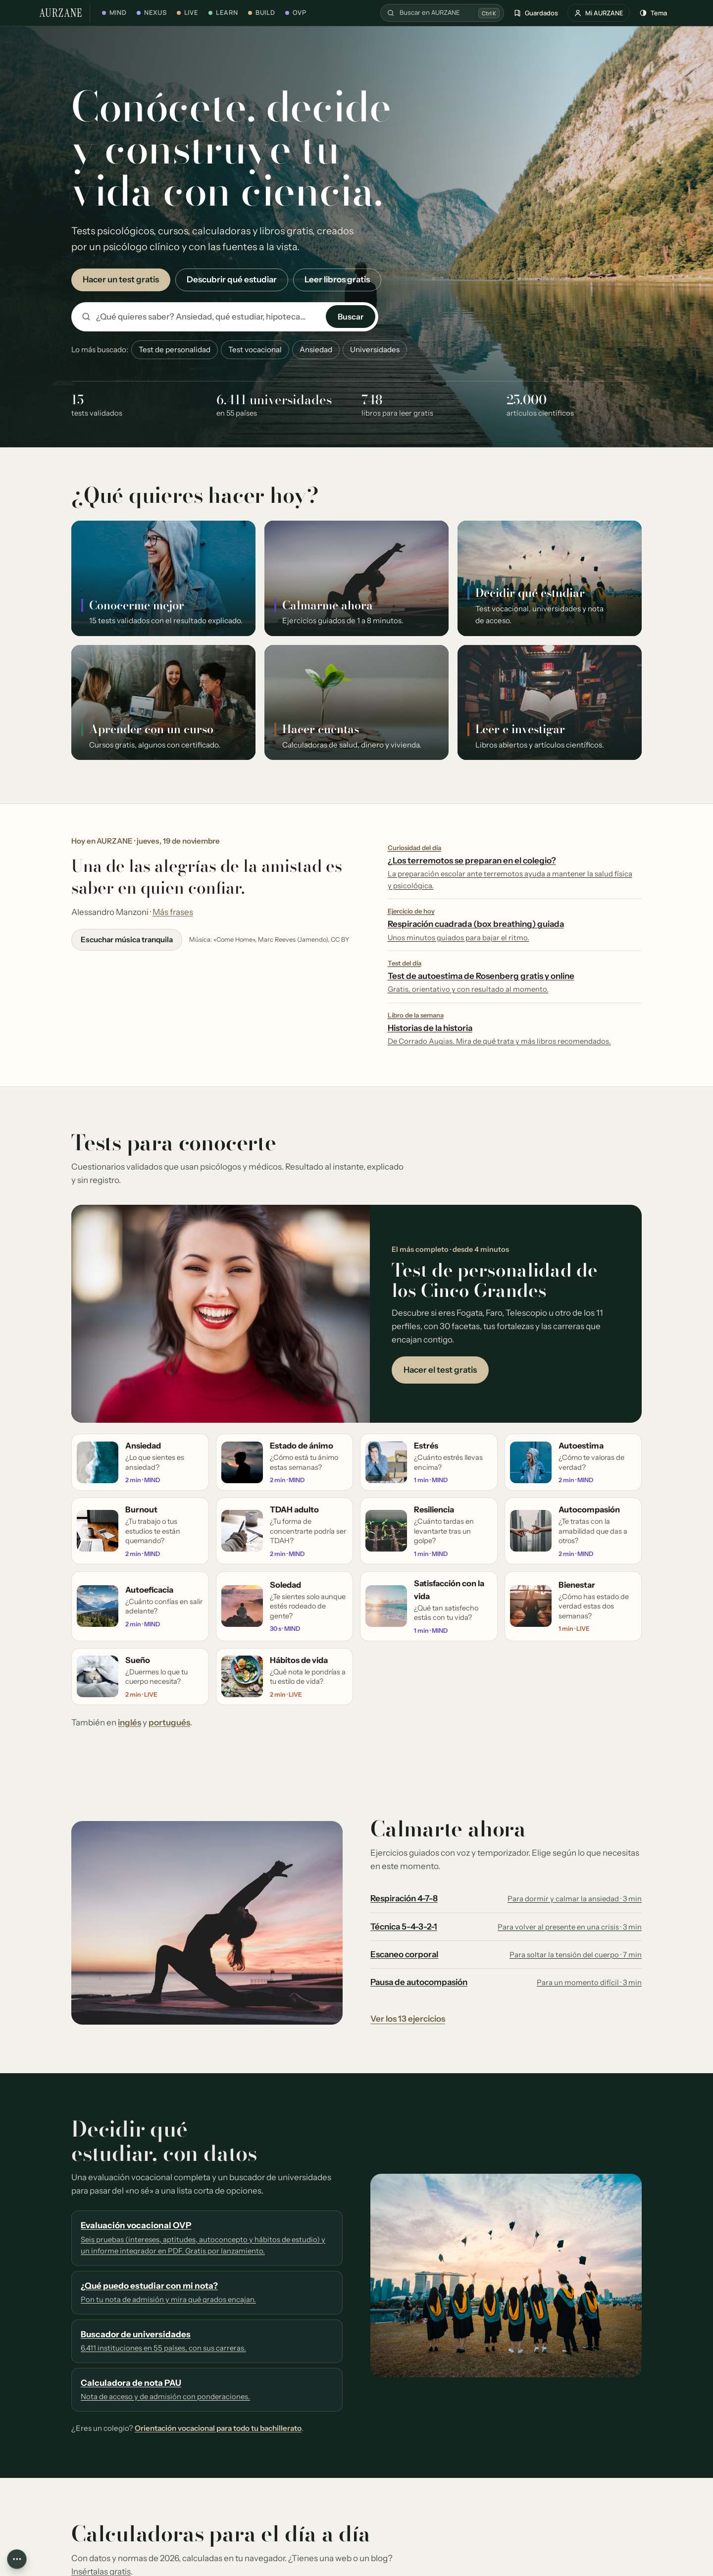 AURZANE
MIND
NEXUS
LIVE
LEARN
BUILD
OVP
Buscar en AURZANE
Ctrl K
Guardados
Mi AURZANE
Tema
Conócete, decide
y construye tu
vida con ciencia.
Tests psicológicos, cursos, calculadoras y libros gratis, creados
por un psicólogo clínico y con las fuentes a la vista.
Hacer un test gratis
Descubrir qué estudiar
Leer libros gratis
¿Qué quieres saber? Ansiedad, qué estudiar, hipoteca...
Buscar
Lo más buscado:
Test de personalidad
Test vocacional
Ansiedad
Universidades
15
tests validados
6.411 universidades
en 55 países
748
libros para leer gratis
25.000
artículos científicos
¿Qué quieres hacer hoy?
Conocerme mejor
15 tests validados con el resultado explicado.
Calmarme ahora
Ejercicios guiados de 1 a 8 minutos.
Decidir qué estudiar
Test vocacional, universidades y nota
de acceso.
Aprender con un curso
Cursos gratis, algunos con certificado.
Hacer cuentas
Calculadoras de salud, dinero y vivienda.
Leer e investigar
Libros abiertos y artículos científicos.
Hoy en AURZANE · jueves, 19 de noviembre
Una de las alegrías de la amistad es
saber en quien confiar.
Alessandro Manzoni · Más frases
Escuchar música tranquila
Música: «Come Home», Marc Reeves (Jamendo), CC BY
Curiosidad del día
¿Los terremotos se preparan en el colegio?
La preparación escolar ante terremotos ayuda a mantener la salud física
y psicológica.
Ejercicio de hoy
Respiración cuadrada (box breathing) guiada
Unos minutos guiados para bajar el ritmo.
Test del día
Test de autoestima de Rosenberg gratis y online
Gratis, orientativo y con resultado al momento.
Libro de la semana
Historias de la historia
De Corrado Augias. Mira de qué trata y más libros recomendados.
Tests para conocerte
Cuestionarios validados que usan psicólogos y médicos. Resultado al instante, explicado
y sin registro.
El más completo · desde 4 minutos
Test de personalidad de
los Cinco Grandes
Descubre si eres Fogata, Faro, Telescopio u otro de los 11
perfiles, con 30 facetas, tus fortalezas y las carreras que
encajan contigo.
Hacer el test gratis
Ansiedad
¿Lo que sientes es
ansiedad?
2 min · MIND
Estado de ánimo
¿Cómo está tu ánimo
estas semanas?
2 min · MIND
Estrés
¿Cuánto estrés llevas
encima?
1 min · MIND
Autoestima
¿Cómo te valoras de
verdad?
2 min · MIND
Burnout
¿Tu trabajo o tus
estudios te están
quemando?
2 min · MIND
TDAH adulto
¿Tu forma de
concentrarte podría ser
TDAH?
2 min · MIND
Resiliencia
¿Cuánto tardas en
levantarte tras un
golpe?
1 min · MIND
Autocompasión
¿Te tratas con la
amabilidad que das a
otros?
2 min · MIND
Autoeficacia
¿Cuánto confías en salir
adelante?
2 min · MIND
Soledad
¿Te sientes solo aunque
estés rodeado de
gente?
30 s · MIND
Satisfacción con la
vida
¿Qué tan satisfecho
estás con tu vida?
1 min · MIND
Bienestar
¿Cómo has estado de
verdad estas dos
semanas?
1 min · LIVE
Sueño
¿Duermes lo que tu
cuerpo necesita?
2 min · LIVE
Hábitos de vida
¿Qué nota le pondrías a
tu estilo de vida?
2 min · LIVE
También en inglés y portugués.
Calmarte ahora
Ejercicios guiados con voz y temporizador. Elige según lo que necesitas
en este momento.
Respiración 4-7-8
Para dormir y calmar la ansiedad · 3 min
Técnica 5-4-3-2-1
Para volver al presente en una crisis · 3 min
Escaneo corporal
Para soltar la tensión del cuerpo · 7 min
Pausa de autocompasión
Para un momento difícil · 3 min
Ver los 13 ejercicios
Decidir qué
estudiar, con datos
Una evaluación vocacional completa y un buscador de universidades
para pasar del «no sé» a una lista corta de opciones.
Evaluación vocacional OVP
Seis pruebas (intereses, aptitudes, autoconcepto y hábitos de estudio) y
un informe integrador en PDF. Gratis por lanzamiento.
¿Qué puedo estudiar con mi nota?
Pon tu nota de admisión y mira qué grados encajan.
Buscador de universidades
6.411 instituciones en 55 países, con sus carreras.
Calculadora de nota PAU
Nota de acceso y de admisión con ponderaciones.
¿Eres un colegio? Orientación vocacional para todo tu bachillerato.
Calculadoras para el día a día
Con datos y normas de 2026, calculadas en tu navegador. ¿Tienes una web o un blog?
Insértalas gratis.